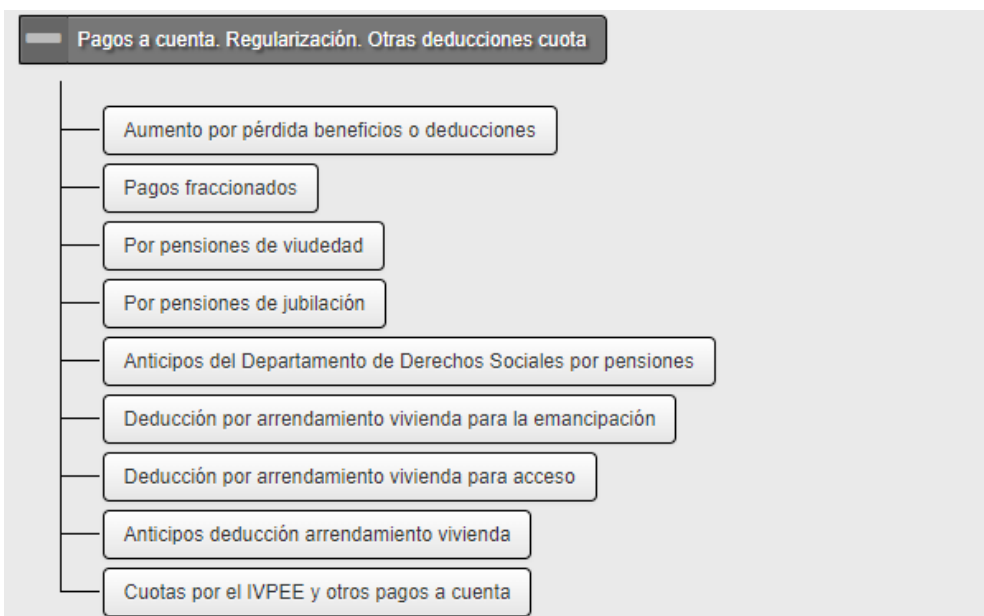 Pagos a cuenta. Regularización. Otras deducciones cuota
Aumento por pérdida beneficios o deducciones
Pagos fraccionados
Por pensiones de viudedad
Por pensiones de jubilación
Anticipos del Departamento de Derechos Sociales por pensiones
Deducción por arrendamiento vivienda para la emancipación
Deducción por arrendamiento vivienda para acceso
Anticipos deducción arrendamiento vivienda
Cuotas por el IVPEE y otros pagos a cuenta